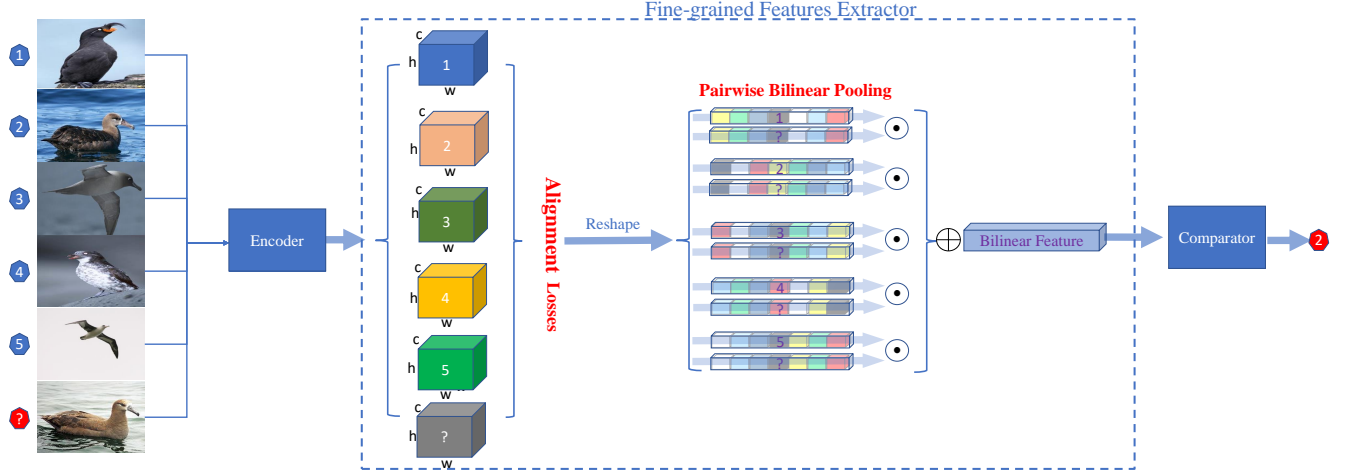 Fine-grained Features Extractor
1
2
3
4
5
?
Encoder
c
h
1
w
c
h
2
w
c
h
3
w
c
h
4
w
c
h
5
w
c
h
?
w
Alignment Losses
Reshape
Pairwise Bilinear Pooling
1
?
2
?
3
?
4
?
5
?
Bilinear Feature
Comparator
2